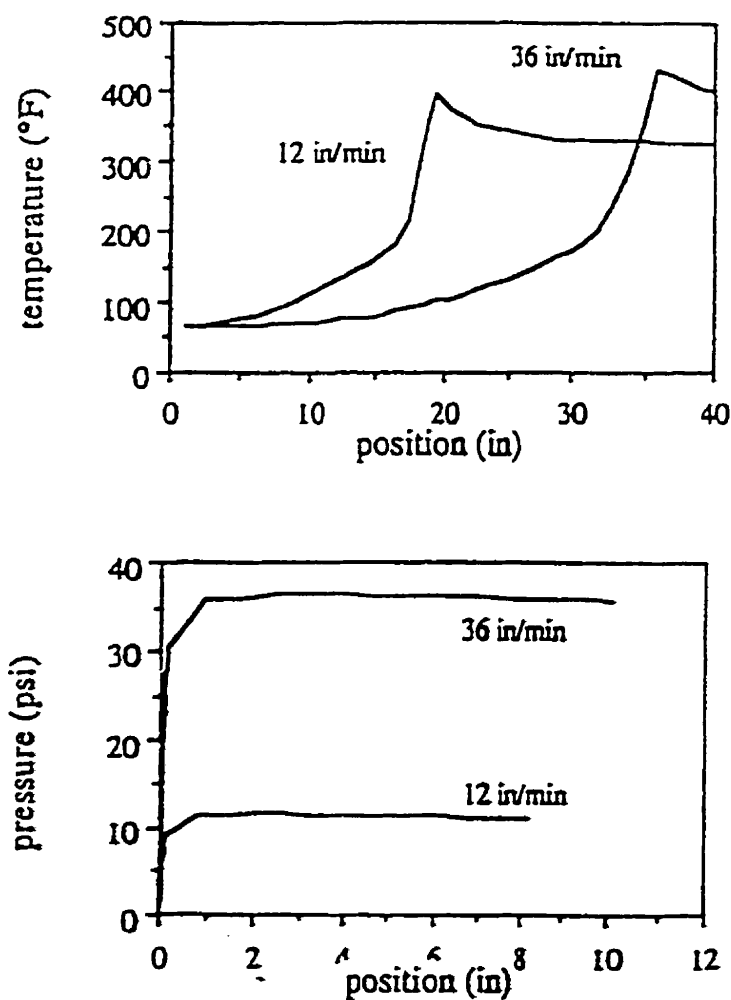 500
400
300
200
100
0
temperature (°F)
36 in/min
12 in/min
0 10 20 30 40
position (in)
40
30
20
10
0
pressure (psi)
36 in/min
12 in/min
0 2 4 6 8 10 12
position (in)